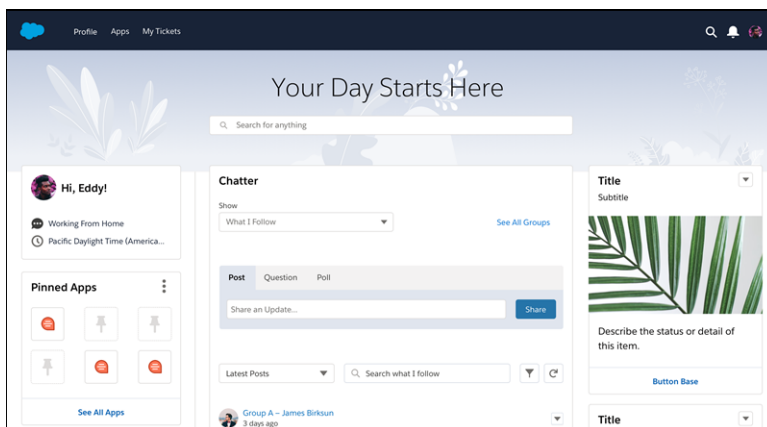 Profile Apps My Tickets
Your Day Starts Here
Search for anything
Hi, Eddy!
Working From Home
Pacific Daylight Time (America...
Pinned Apps
See All Apps
Chatter
Show
What I Follow
See All Groups
Post Question Poll
Share an Update...
Share
Latest Posts
Search what I follow
Group A – James Birksun
3 days ago
Title
Subtitle
Describe the status or detail of
this item.
Button Base
Title